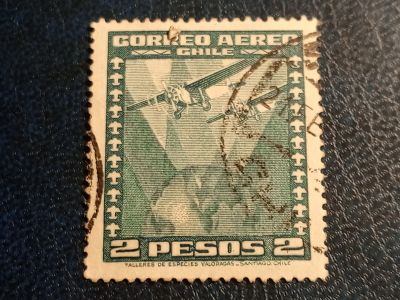 CORREO AEREO
CHILE
2 PESOS 2
TALLERES DE ESPECIES VALORADAS - SANTIAGO, CHILE